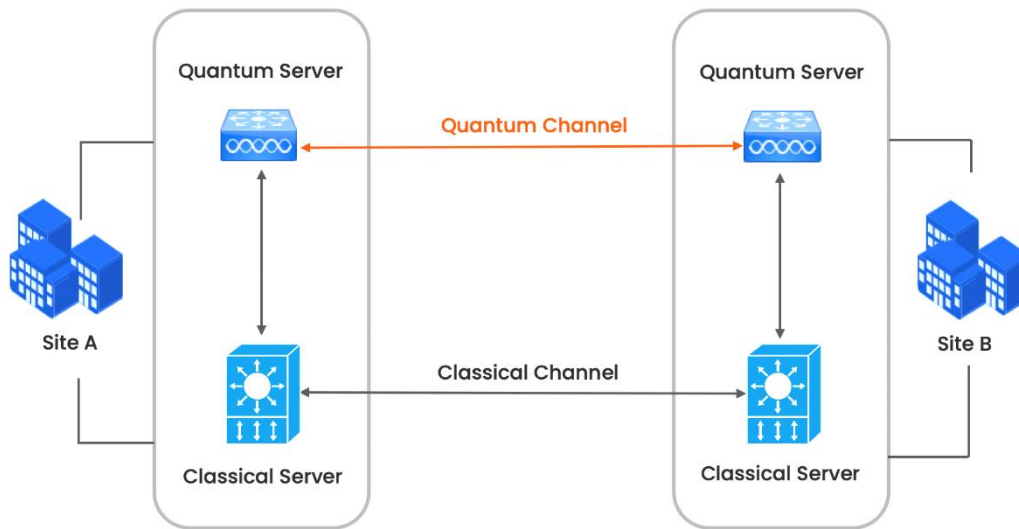 Quantum Server
Quantum Server
Quantum Channel
Site A
Site B
Classical Channel
Classical Server
Classical Server